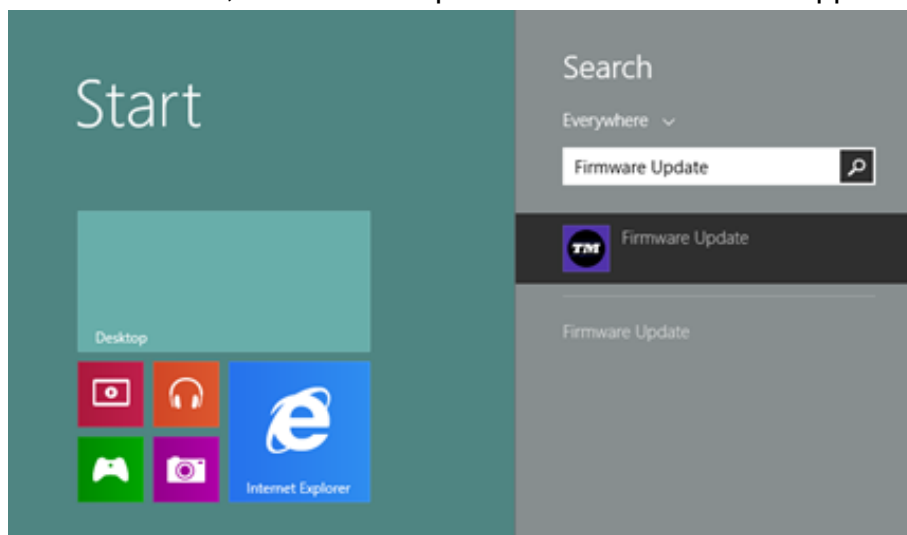 Start
Desktop
Internet Explorer
Search
Everywhere
Firmware Update
TM
Firmware Update
Firmware Update